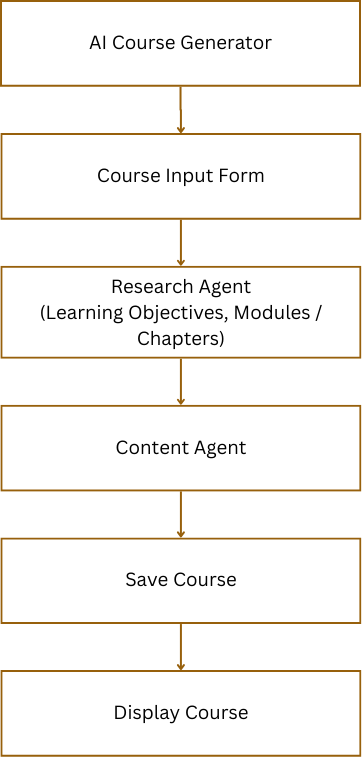 AI Course Generator
Course Input Form
Research Agent
(Learning Objectives, Modules /
Chapters)
Content Agent
Save Course
Display Course